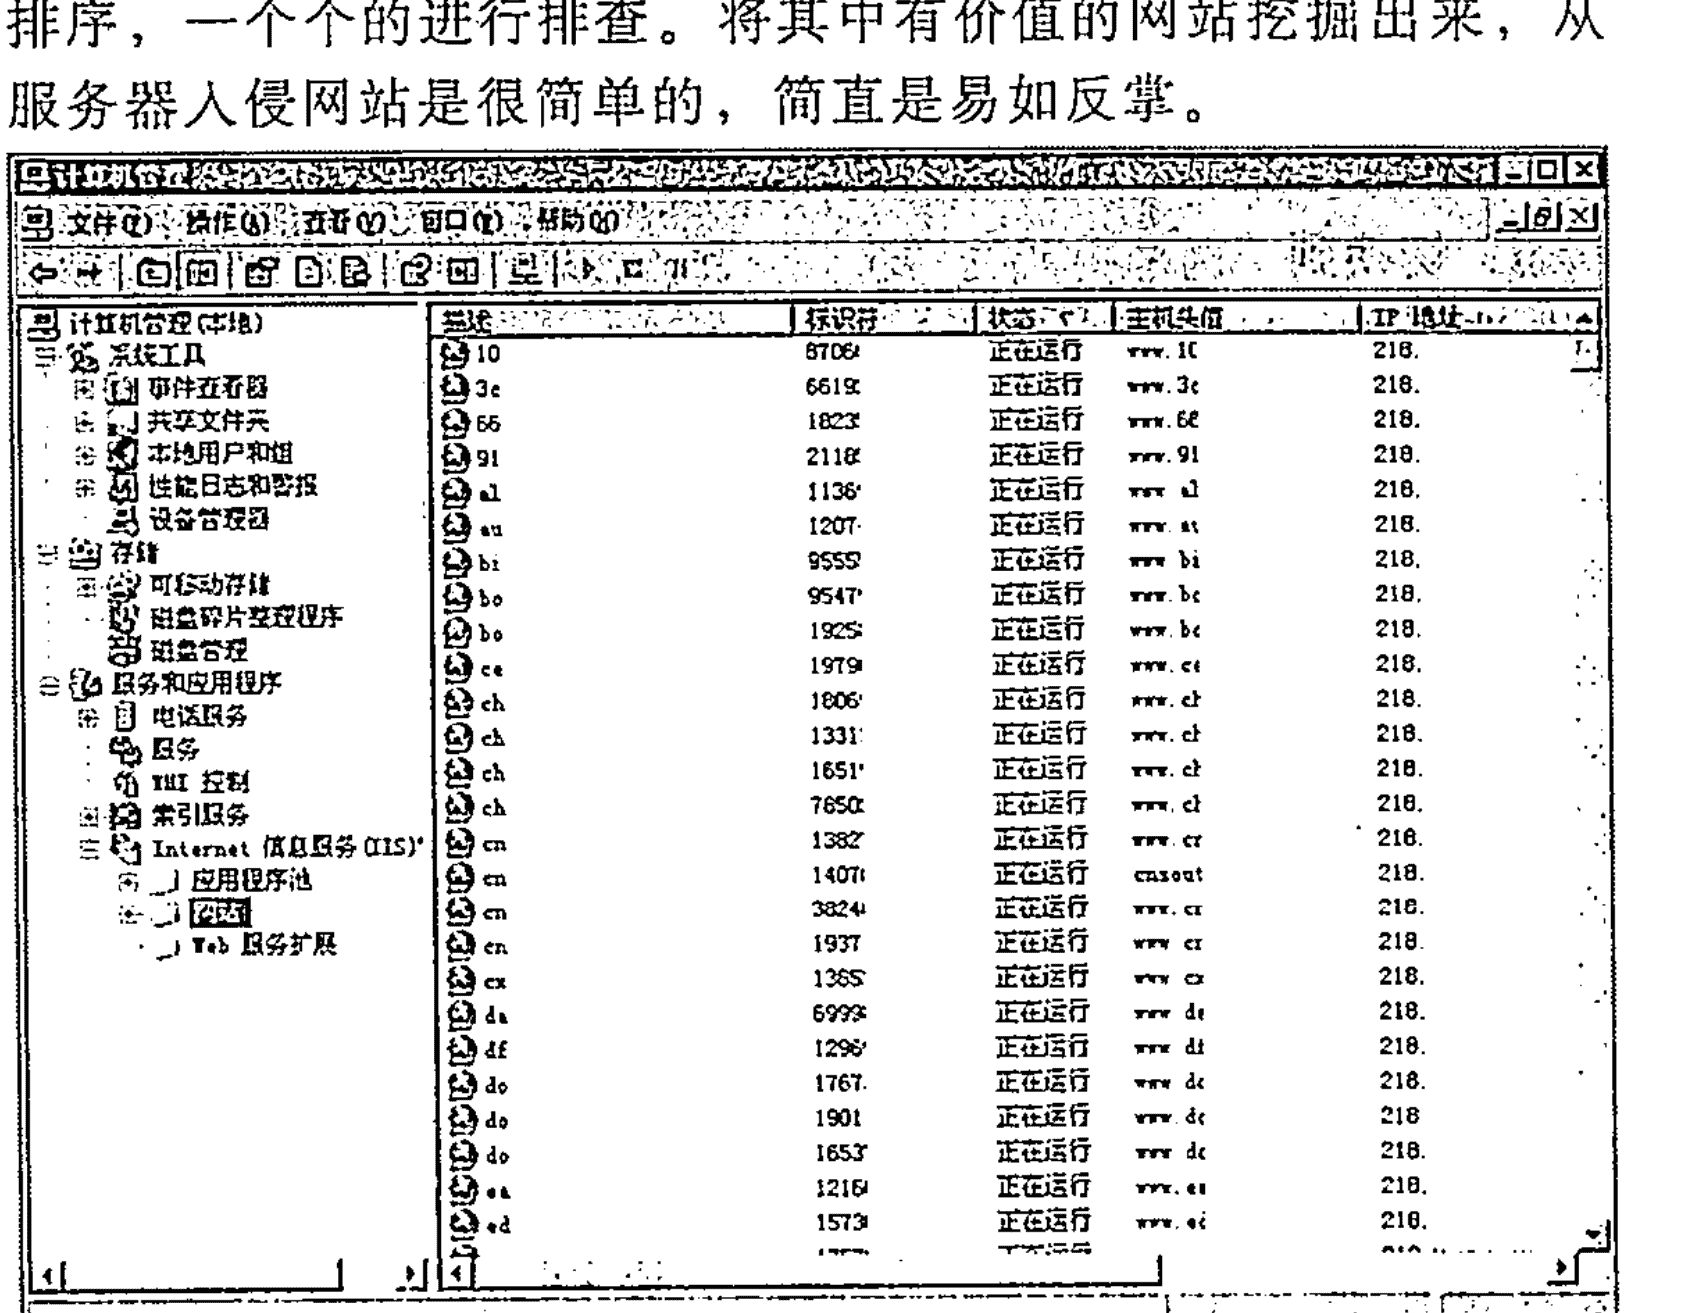 排序，一个个的进行排查。将其中有价值的网站挖掘出来，从
服务器入侵网站是很简单的，简直是易如反掌。
计算机管理
文件(F) 操作(A) 查看(V) 窗口(W) 帮助(H)
计算机管理(本地)
系统工具
事件查看器
共享文件夹
本地用户和组
性能日志和警报
设备管理器
存储
可移动存储
磁盘碎片整理程序
磁盘管理
服务和应用程序
电话服务
服务
WMI 控制
索引服务
Internet 信息服务(IIS)
应用程序池
网站
Web 服务扩展
描述 标识符 状态 主机头值 IP 地址
10 8706 正在运行 www.10 218.
3c 6619 正在运行 www.3c 218.
66 1823 正在运行 www.66 218.
91 2118 正在运行 www.91 218.
al 1136 正在运行 www al 218.
au 1207 正在运行 www. 218.
bi 9555 正在运行 www bi 218.
bo 9547 正在运行 www.bo 218.
bo 1925 正在运行 www.bo 218.
ce 1979 正在运行 www.ce 218.
ch 1806 正在运行 www.ch 218.
ch 1331 正在运行 www.ch 218.
ch 1651 正在运行 www.ch 218.
ch 7650 正在运行 www.ch 218.
cn 1382 正在运行 www.cn 218.
cn 1407 正在运行 cnsout 218.
cn 3824 正在运行 www.cn 218.
cn 1937 正在运行 www cn 218.
cx 1385 正在运行 www cx 218.
da 6999 正在运行 www da 218.
df 1296 正在运行 www df 218.
do 1767 正在运行 www do 218.
do 1901 正在运行 www.do 218
do 1653 正在运行 www do 218.
ea 1216 正在运行 www.ea 218.
ed 1573 正在运行 www.ed 218.